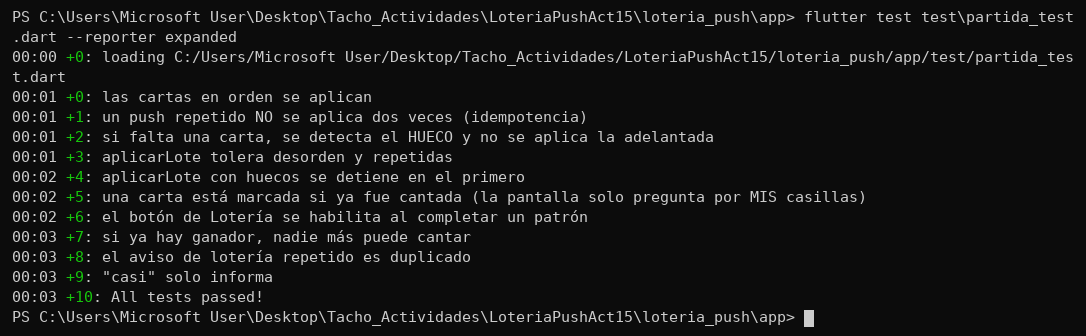 PS C:\Users\Microsoft User\Desktop\Tacho_Actividades\LoteriaPushAct15\loteria_push\app> flutter test test\partida_test
.dart --reporter expanded
00:00 +0: loading C:/Users/Microsoft User/Desktop/Tacho_Actividades/LoteriaPushAct15/loteria_push/app/test/partida_tes
t.dart
00:01 +0: las cartas en orden se aplican
00:01 +1: un push repetido NO se aplica dos veces (idempotencia)
00:01 +2: si falta una carta, se detecta el HUECO y no se aplica la adelantada
00:01 +3: aplicarLote tolera desorden y repetidas
00:02 +4: aplicarLote con huecos se detiene en el primero
00:02 +5: una carta está marcada si ya fue cantada (la pantalla solo pregunta por MIS casillas)
00:02 +6: el botón de Lotería se habilita al completar un patrón
00:03 +7: si ya hay ganador, nadie más puede cantar
00:03 +8: el aviso de lotería repetido es duplicado
00:03 +9: "casi" solo informa
00:03 +10: All tests passed!
PS C:\Users\Microsoft User\Desktop\Tacho_Actividades\LoteriaPushAct15\loteria_push\app>